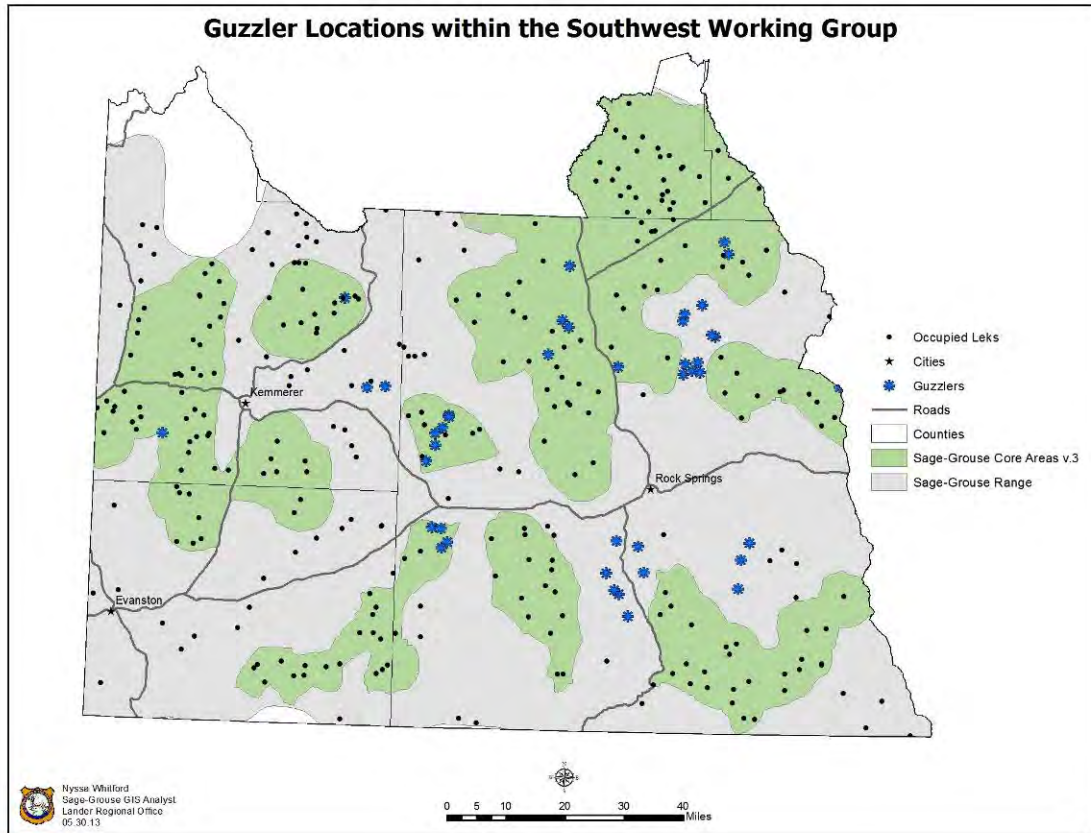 Guzzler Locations within the Southwest Working Group
Occupied Leks
Cities
Guzzlers
Roads
Counties
Sage-Grouse Core Areas v.3
Sage-Grouse Range
Kemmerer
Rock Springs
Evanston
Nyssa Whitford
Sage-Grouse GIS Analyst
Lander Regional Office
05.30.13
0 5 10 20 30 40
Miles